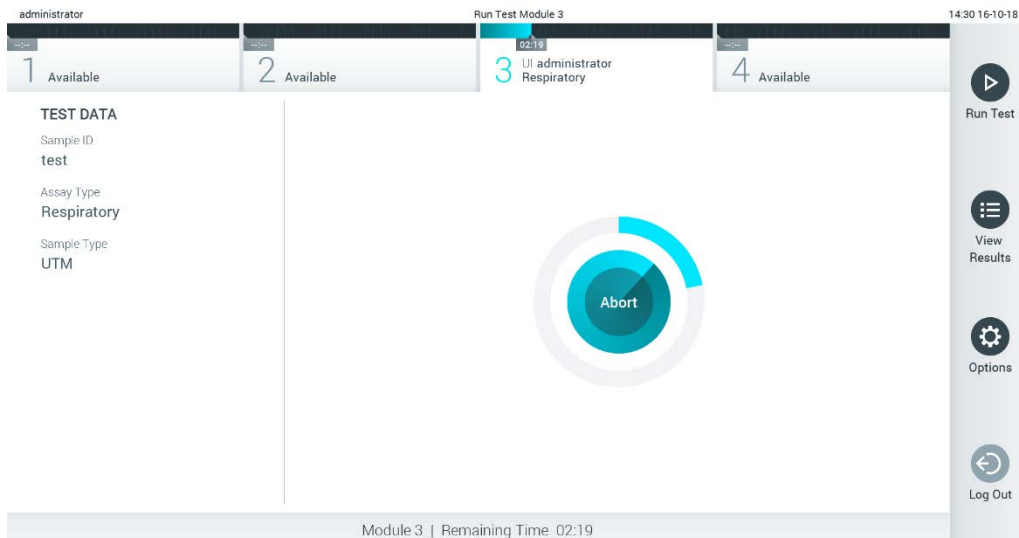 administrator
Run Test Module 3
14:30 16-10-18
--:--
1 Available
--:--
2 Available
02:19
3 UI administrator
Respiratory
--:--
4 Available
Run Test
View
Results
Options
Log Out
TEST DATA
Sample ID
test
Assay Type
Respiratory
Sample Type
UTM
Abort
Module 3 | Remaining Time 02:19